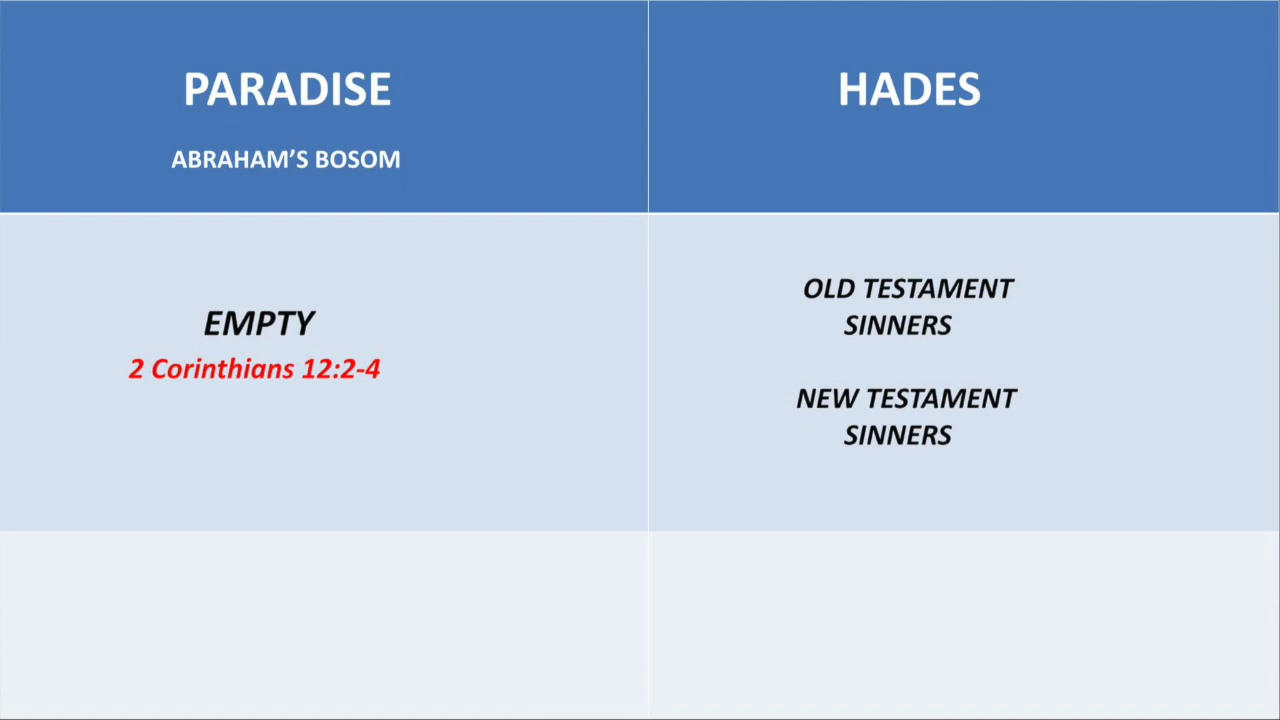 PARADISE
ABRAHAM’S BOSOM
HADES
EMPTY
2 Corinthians 12:2-4
OLD TESTAMENT
SINNERS
NEW TESTAMENT
SINNERS